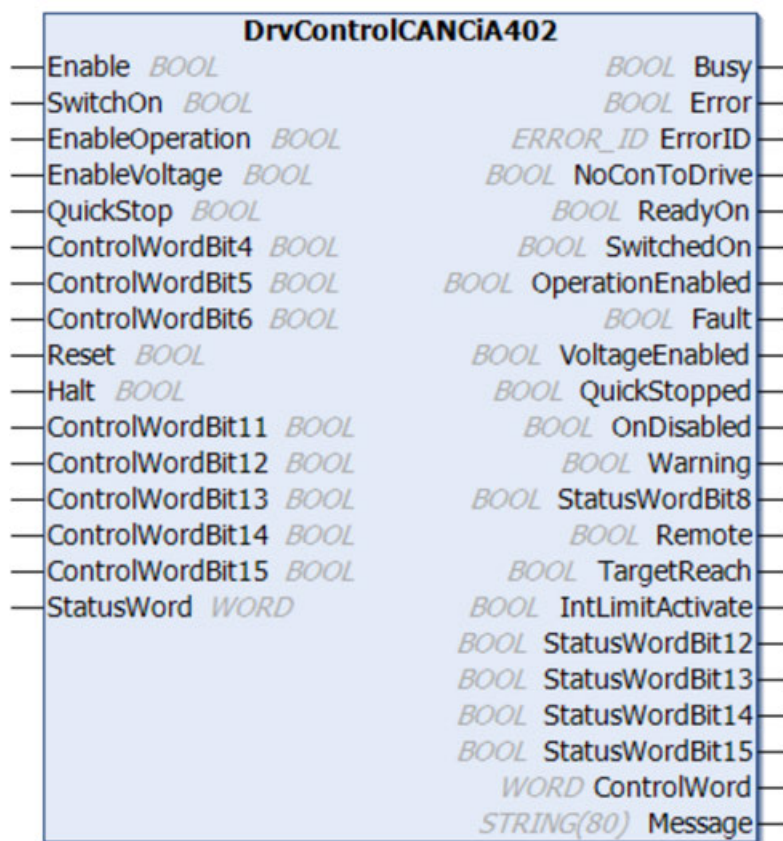 DrvControlCANCiA402
Enable BOOL BOOL Busy
SwitchOn BOOL BOOL Error
EnableOperation BOOL ERROR_ID ErrorID
EnableVoltage BOOL BOOL NoConToDrive
QuickStop BOOL BOOL ReadyOn
ControlWordBit4 BOOL BOOL SwitchedOn
ControlWordBit5 BOOL BOOL OperationEnabled
ControlWordBit6 BOOL BOOL Fault
Reset BOOL BOOL VoltageEnabled
Halt BOOL BOOL QuickStopped
ControlWordBit11 BOOL BOOL OnDisabled
ControlWordBit12 BOOL BOOL Warning
ControlWordBit13 BOOL BOOL StatusWordBit8
ControlWordBit14 BOOL BOOL Remote
ControlWordBit15 BOOL BOOL TargetReach
StatusWord WORD BOOL IntLimitActivate
BOOL StatusWordBit12
BOOL StatusWordBit13
BOOL StatusWordBit14
BOOL StatusWordBit15
WORD ControlWord
STRING(80) Message